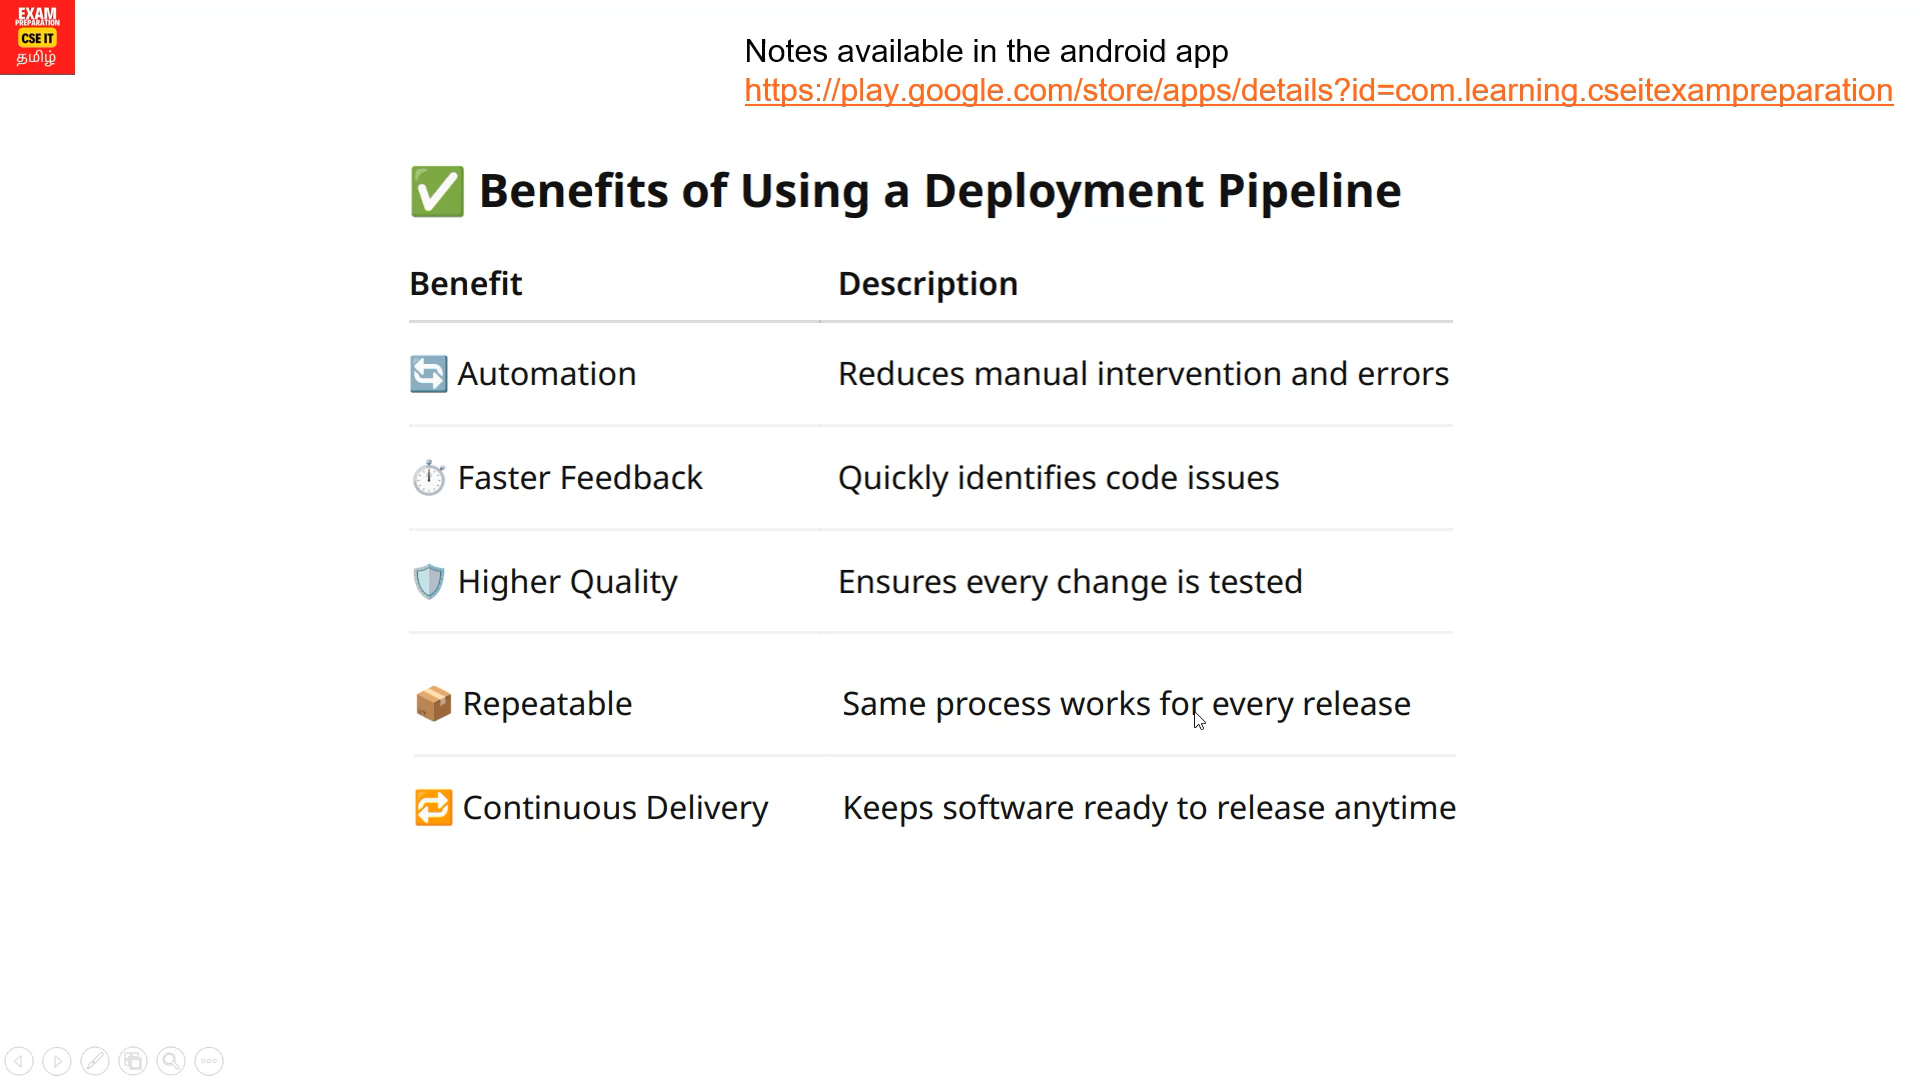 EXAM
PREPARATION
CSE IT
தமிழ்
Notes available in the android app
https://play.google.com/store/apps/details?id=com.learning.cseitexampreparation
✅ Benefits of Using a Deployment Pipeline
Benefit Description
🔄 Automation Reduces manual intervention and errors
⏱️ Faster Feedback Quickly identifies code issues
🛡️ Higher Quality Ensures every change is tested
📦 Repeatable Same process works for every release
🔁 Continuous Delivery Keeps software ready to release anytime